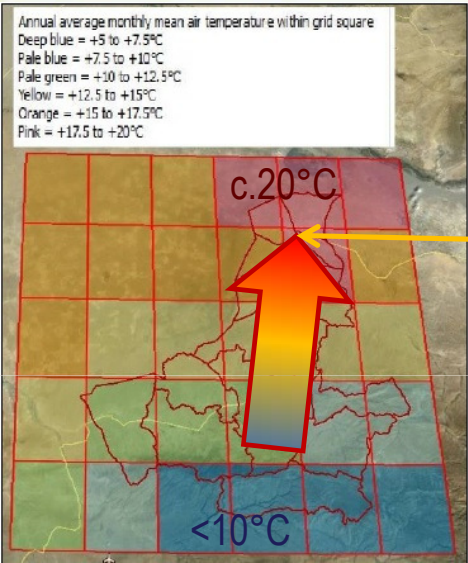 Annual average monthly mean air temperature within grid square
Deep blue = +5 to +7.5°C
Pale blue = +7.5 to +10°C
Pale green = +10 to +12.5°C
Yellow = +12.5 to +15°C
Orange = +15 to +17.5°C
Pink = +17.5 to +20°C
c.20°C
<10°C